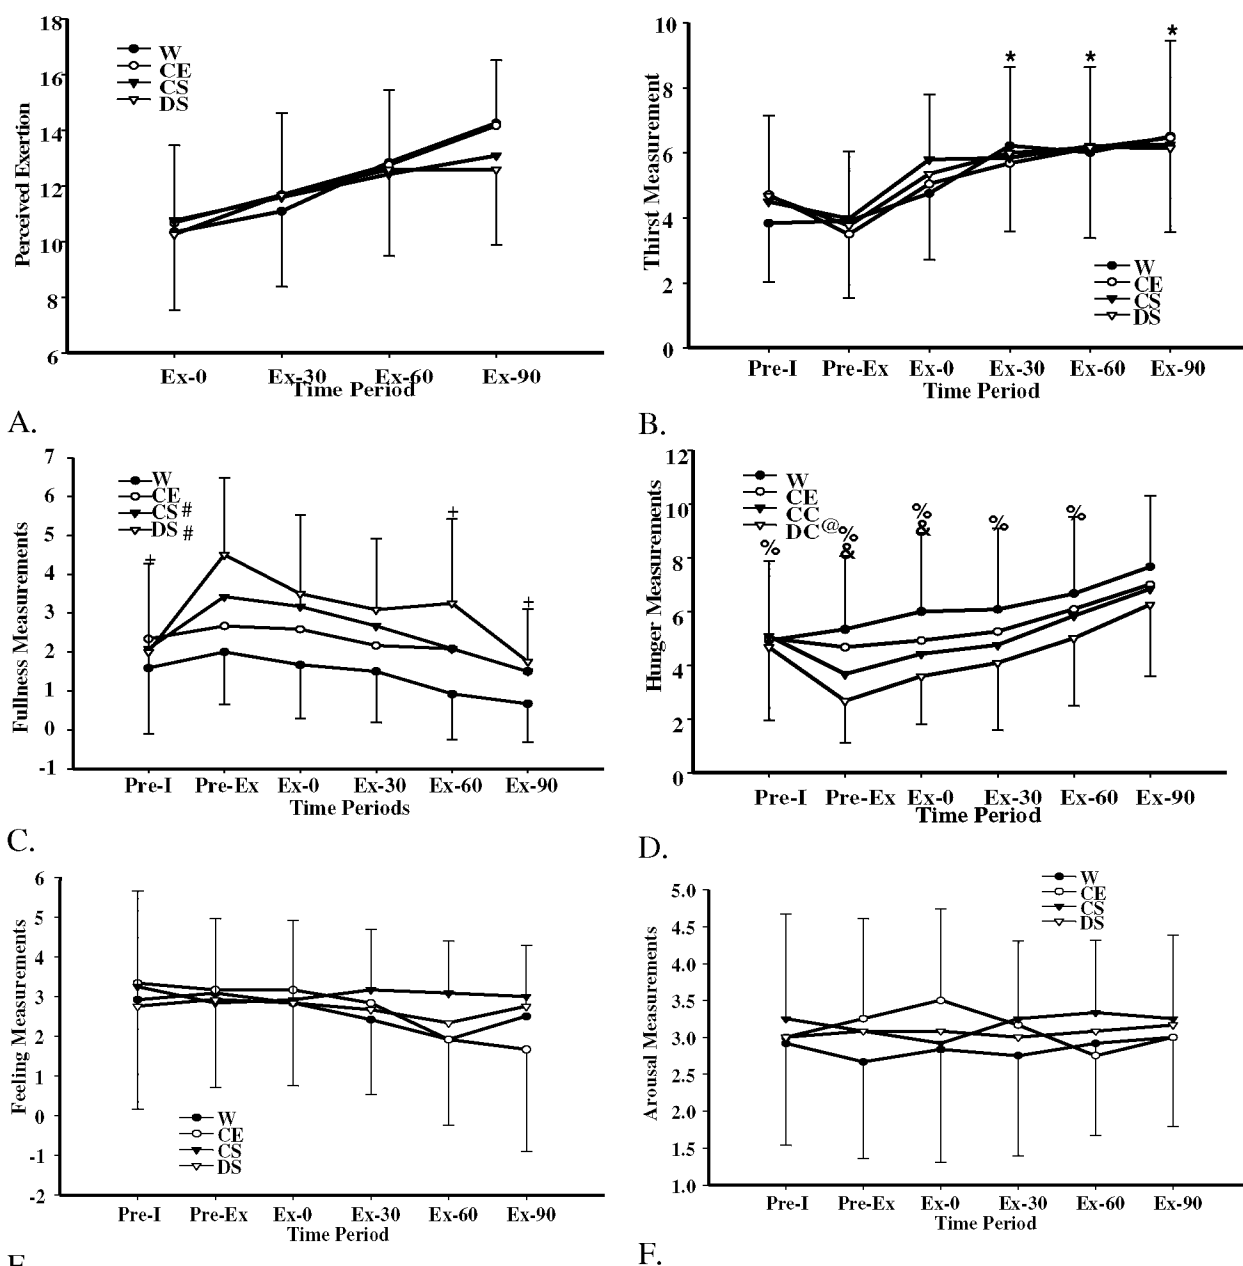 18
16
14
12
10
8
6
Perceived Exertion
W
CE
CS
DS
Ex-0 Ex-30 Ex-60 Ex-90
Time Period
A.
10
8
6
4
2
0
Thirst Measurement
* * *
W
CE
CS
DS
Pre-I Pre-Ex Ex-0 Ex-30 Ex-60 Ex-90
Time Period
B.
7
6
5
4
3
2
1
0
-1
Fullness Measurements
W
CE
CS #
DS #
‡ ‡ ‡
Pre-I Pre-Ex Ex-0 Ex-30 Ex-60 Ex-90
Time Periods
C.
12
10
8
6
4
2
0
Hunger Measurements
W
CE
CC
DC @
% % % % %
& &
Pre-I Pre-Ex Ex-0 Ex-30 Ex-60 Ex-90
Time Period
D.
6
5
4
3
2
1
0
-1
-2
Feeling Measurements
W
CE
CS
DS
Pre-I Pre-Ex Ex-0 Ex-30 Ex-60 Ex-90
Time Period
5.0
4.5
4.0
3.5
3.0
2.5
2.0
1.5
1.0
Arousal Measurements
W
CE
CS
DS
Pre-I Pre-Ex Ex-0 Ex-30 Ex-60 Ex-90
Time Period
F.